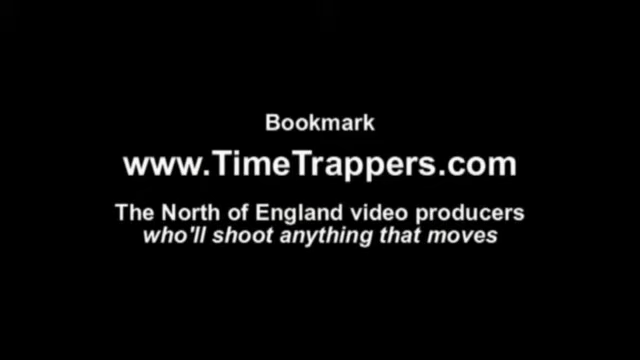 Bookmark
www.TimeTrappers.com
The North of England video producers
who'll shoot anything that moves